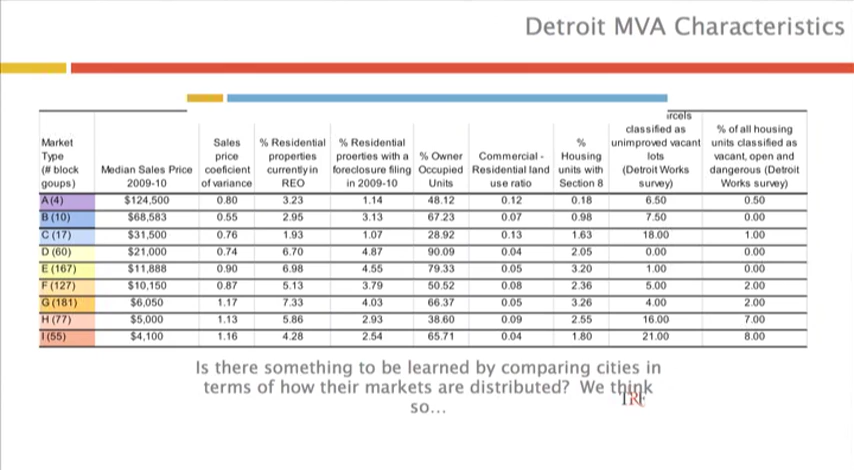 Detroit MVA Characteristics
Market Type (# block goups) Median Sales Price 2009-10 Sales price coeficient of variance % Residential properties currently in REO % Residential proerties with a foreclosure filing in 2009-10 % Owner Occupied Units Commercial - Residential land use ratio % Housing units with Section 8 classified as unimproved vacant lots (Detroit Works survey) % of all housing units classified as vacant, open and dangerous (Detroit Works survey)
A (4) $124,500 0.80 3.23 1.14 48.12 0.12 0.18 6.50 0.50
B (10) $68,583 0.55 2.95 3.13 67.23 0.07 0.98 7.50 0.00
C (17) $31,500 0.76 1.93 1.07 28.92 0.13 1.63 18.00 1.00
D (60) $21,000 0.74 6.70 4.87 90.09 0.04 2.05 0.00 0.00
E (167) $11,888 0.90 6.98 4.55 79.33 0.05 3.20 1.00 0.00
F (127) $10,150 0.87 5.13 3.79 50.52 0.08 2.36 5.00 2.00
G (181) $6,050 1.17 7.33 4.03 66.37 0.05 3.26 4.00 2.00
H (77) $5,000 1.13 5.86 2.93 38.60 0.09 2.55 16.00 7.00
I (55) $4,100 1.16 4.28 2.54 65.71 0.04 1.80 21.00 8.00
Is there something to be learned by comparing cities in
terms of how their markets are distributed? We think
so...